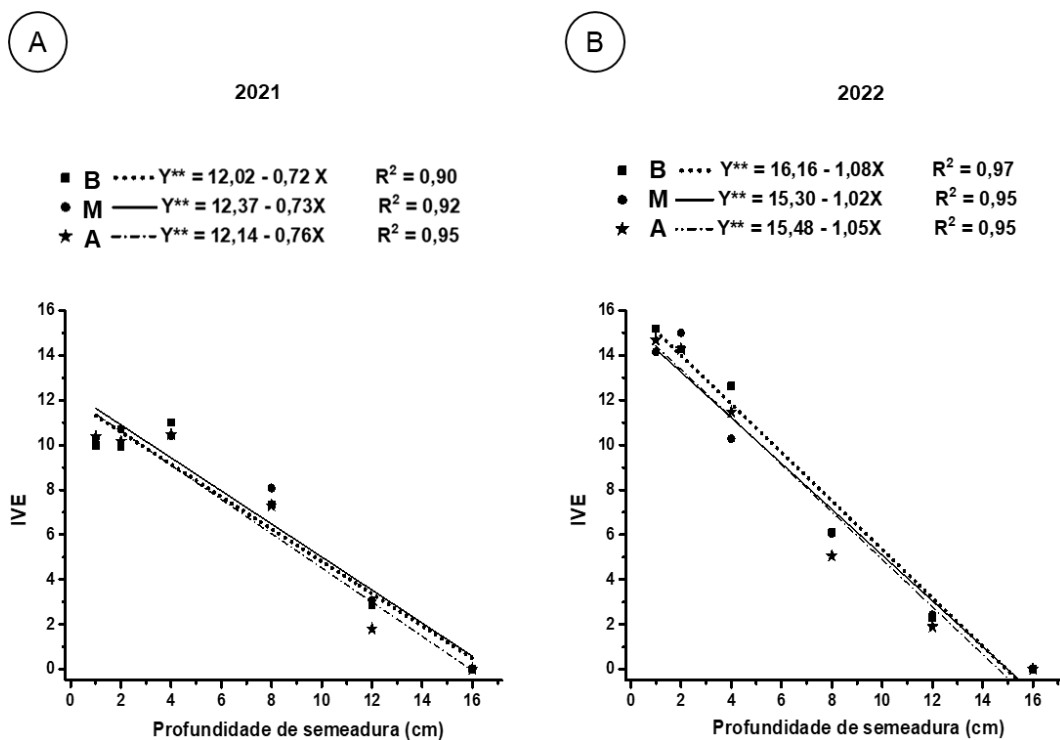 A
2021
B Y** = 12,02 - 0,72 X R² = 0,90
M Y** = 12,37 - 0,73X R² = 0,92
A Y** = 12,14 - 0,76X R² = 0,95
16
14
12
10
8
6
4
2
0
IVE
0 2 4 6 8 10 12 14 16
Profundidade de semeadura (cm)
B
2022
B Y** = 16,16 - 1,08X R² = 0,97
M Y** = 15,30 - 1,02X R² = 0,95
A Y** = 15,48 - 1,05X R² = 0,95
16
14
12
10
8
6
4
2
0
IVE
0 2 4 6 8 10 12 14 16
Profundidade de semeadura (cm)